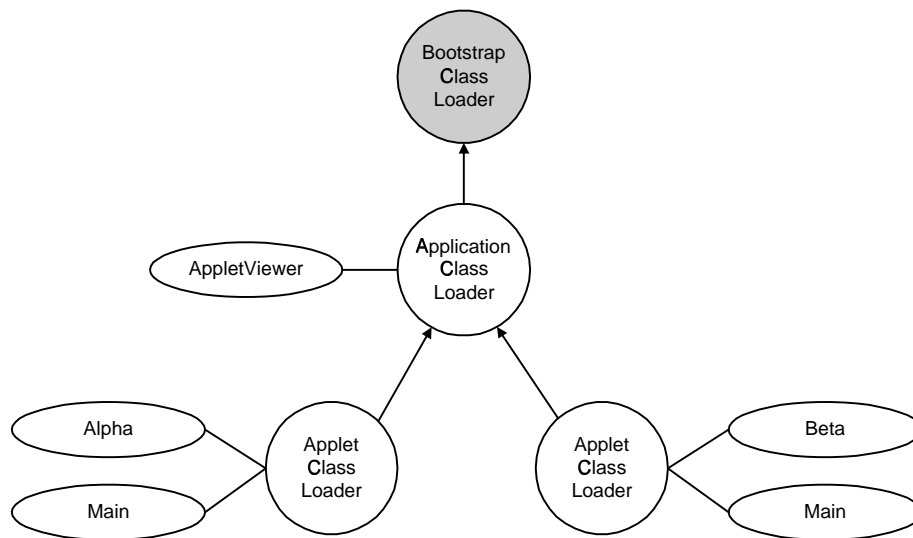 Bootstrap
Class
Loader
AppletViewer
Application
Class
Loader
Alpha
Main
Applet
Class
Loader
Applet
Class
Loader
Beta
Main